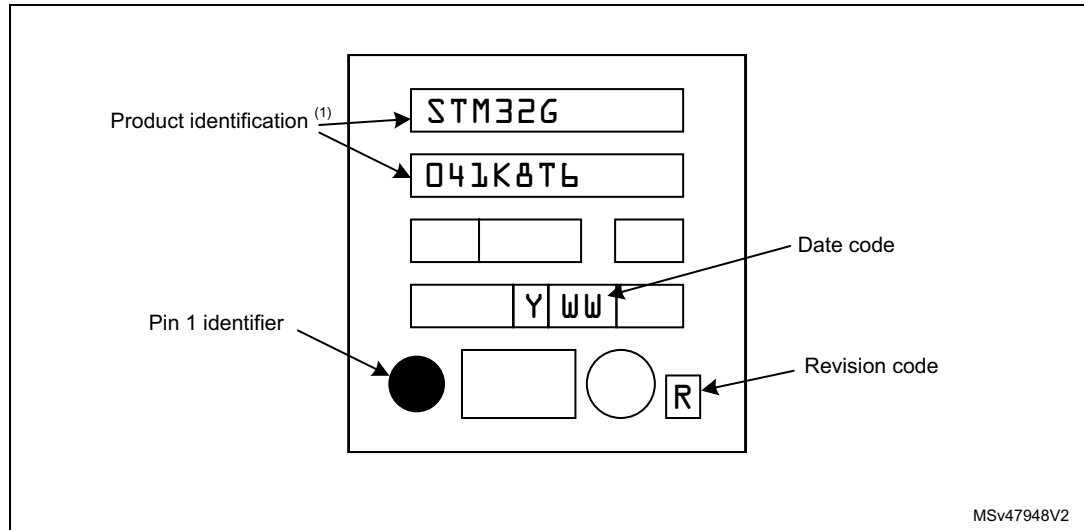 STM32G
Product identification (1)
041K8T6
Date code
Y WW
Pin 1 identifier
Revision code
R
MSv47948V2